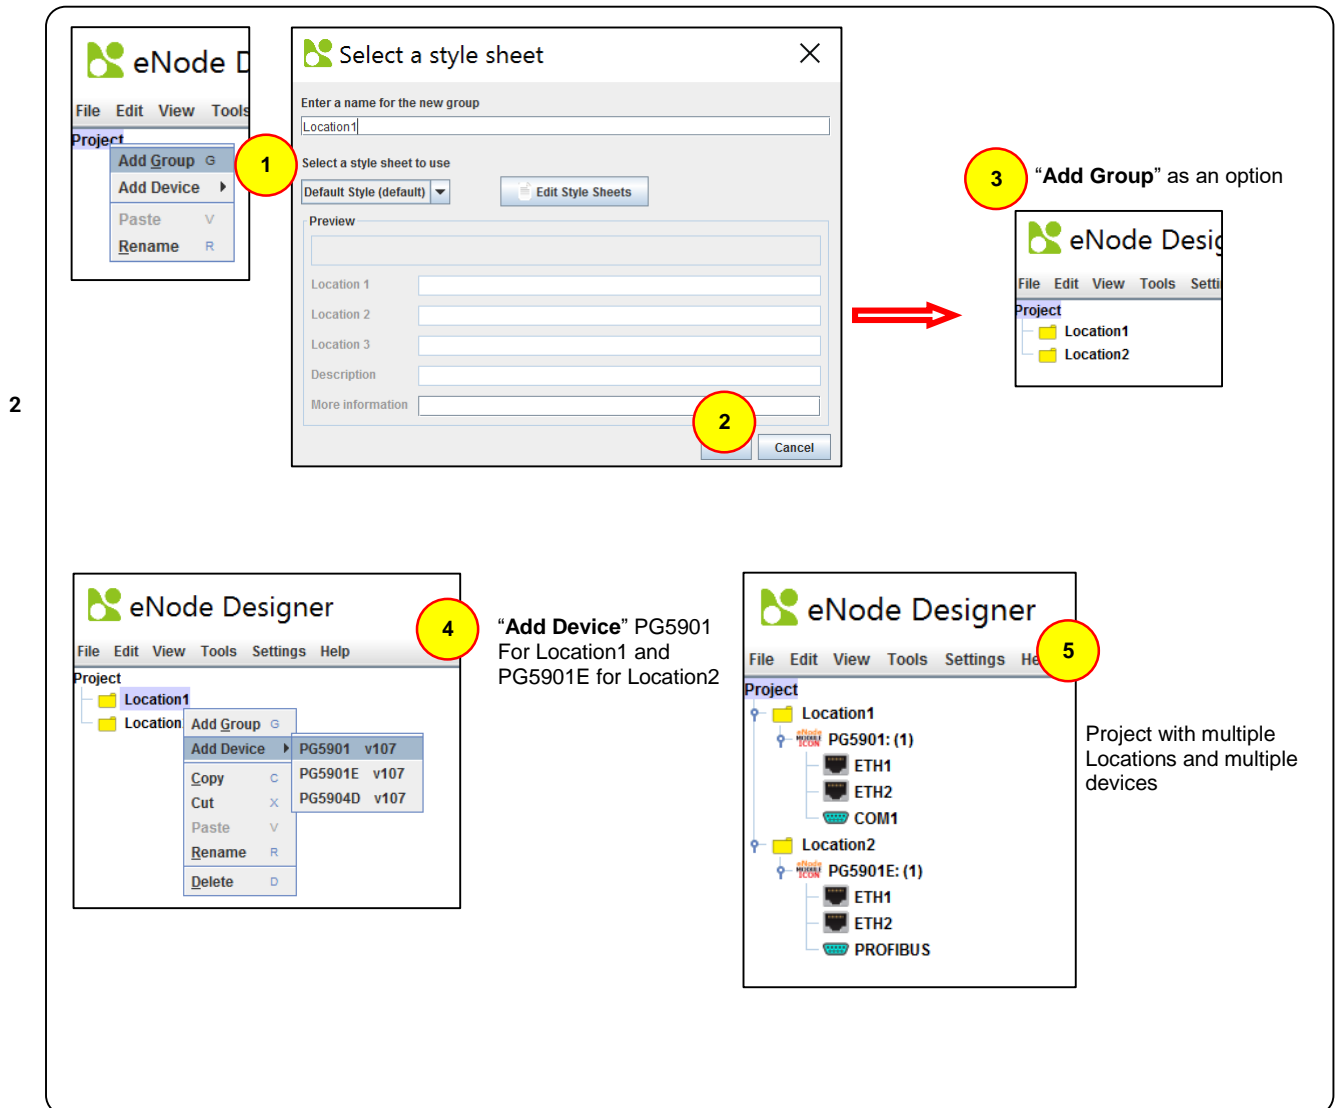 eNode D
File Edit View Tools
Project
Add Group G
Add Device
Paste V
Rename R
1
Select a style sheet
Enter a name for the new group
Location1
Select a style sheet to use
Default Style (default)
Edit Style Sheets
Preview
Location 1
Location 2
Location 3
Description
More information
2
Cancel
3
“Add Group” as an option
eNode Desig
File Edit View Tools Setti
Project
Location1
Location2
2
eNode Designer
4
File Edit View Tools Settings Help
Project
Location1
Location
Add Group G
Add Device
Copy C
Cut X
Paste V
Rename R
Delete D
PG5901 v107
PG5901E v107
PG5904D v107
“Add Device” PG5901
For Location1 and
PG5901E for Location2
eNode Designer
5
File Edit View Tools Settings He
Project
Location1
eNode MODULE ICON PG5901: (1)
ETH1
ETH2
COM1
Location2
eNode MODULE ICON PG5901E: (1)
ETH1
ETH2
PROFIBUS
Project with multiple
Locations and multiple
devices